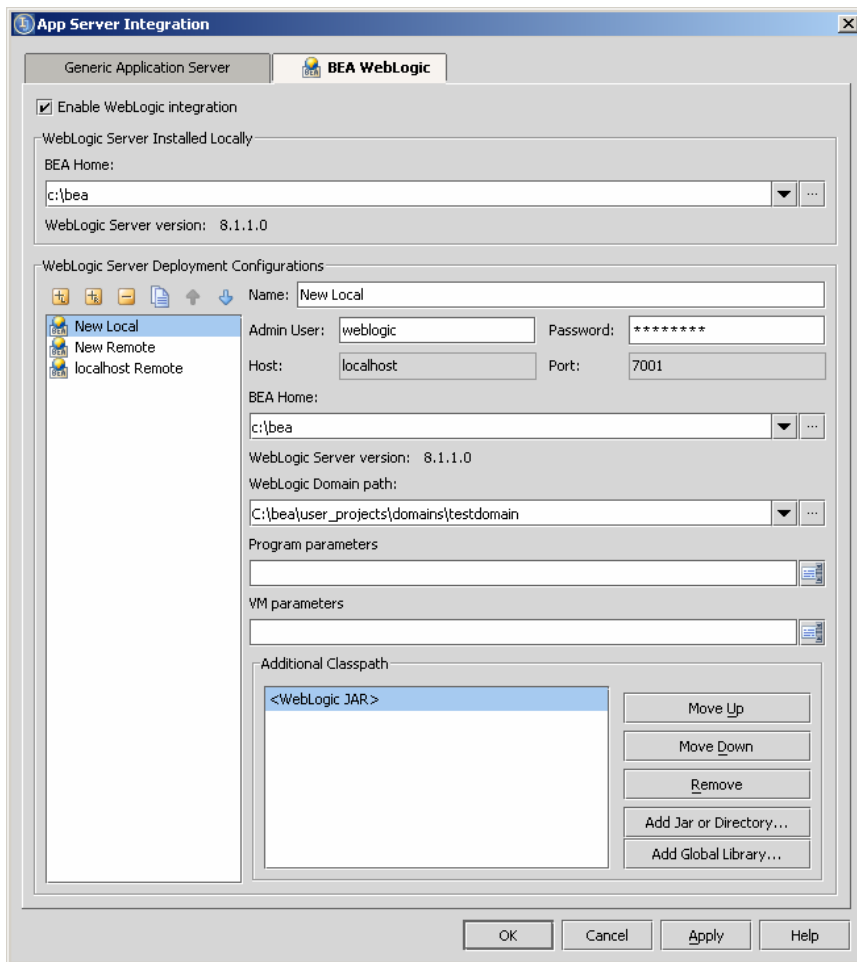 App Server Integration
Generic Application Server
BEA WebLogic
Enable WebLogic integration
WebLogic Server Installed Locally
BEA Home:
c:\bea
WebLogic Server version: 8.1.1.0
WebLogic Server Deployment Configurations
Name: New Local
New Local
New Remote
localhost Remote
Admin User: weblogic Password: ********
Host: localhost Port: 7001
BEA Home:
c:\bea
WebLogic Server version: 8.1.1.0
WebLogic Domain path:
C:\bea\user_projects\domains\testdomain
Program parameters
VM parameters
Additional Classpath
<WebLogic JAR>
Move Up
Move Down
Remove
Add Jar or Directory...
Add Global Library...
OK Cancel Apply Help